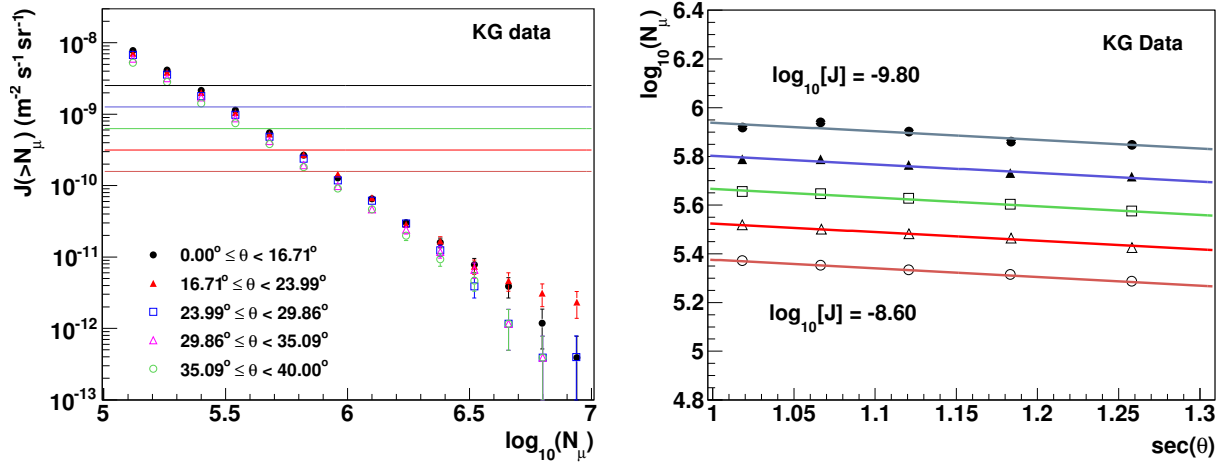 KG data
J(>N_μ) (m⁻² s⁻¹ sr⁻¹)
10⁻⁸
10⁻⁹
10⁻¹⁰
10⁻¹¹
10⁻¹²
10⁻¹³
0.00° ≤ θ < 16.71°
16.71° ≤ θ < 23.99°
23.99° ≤ θ < 29.86°
29.86° ≤ θ < 35.09°
35.09° ≤ θ < 40.00°
5 5.5 6 6.5 7
log₁₀(N_μ)
KG Data
log₁₀(N_μ)
6.4
6.2
6
5.8
5.6
5.4
5.2
5
4.8
log₁₀[J] = -9.80
log₁₀[J] = -8.60
1 1.05 1.1 1.15 1.2 1.25 1.3
sec(θ)